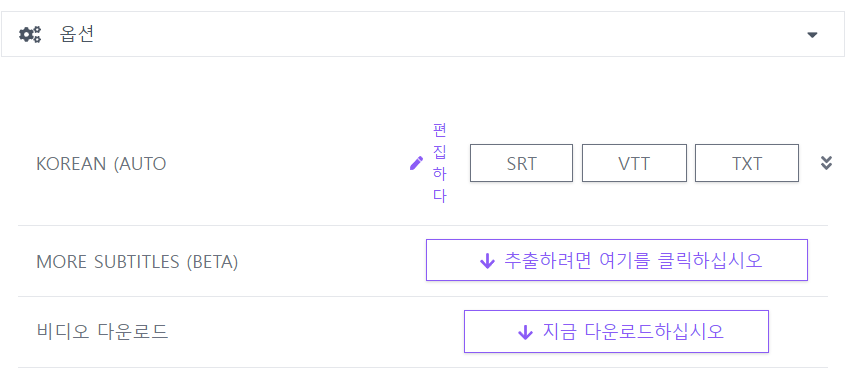 옵션
KOREAN (AUTO
편
집
하
다
SRT
VTT
TXT
MORE SUBTITLES (BETA)
추출하려면 여기를 클릭하십시오
비디오 다운로드
지금 다운로드하십시오